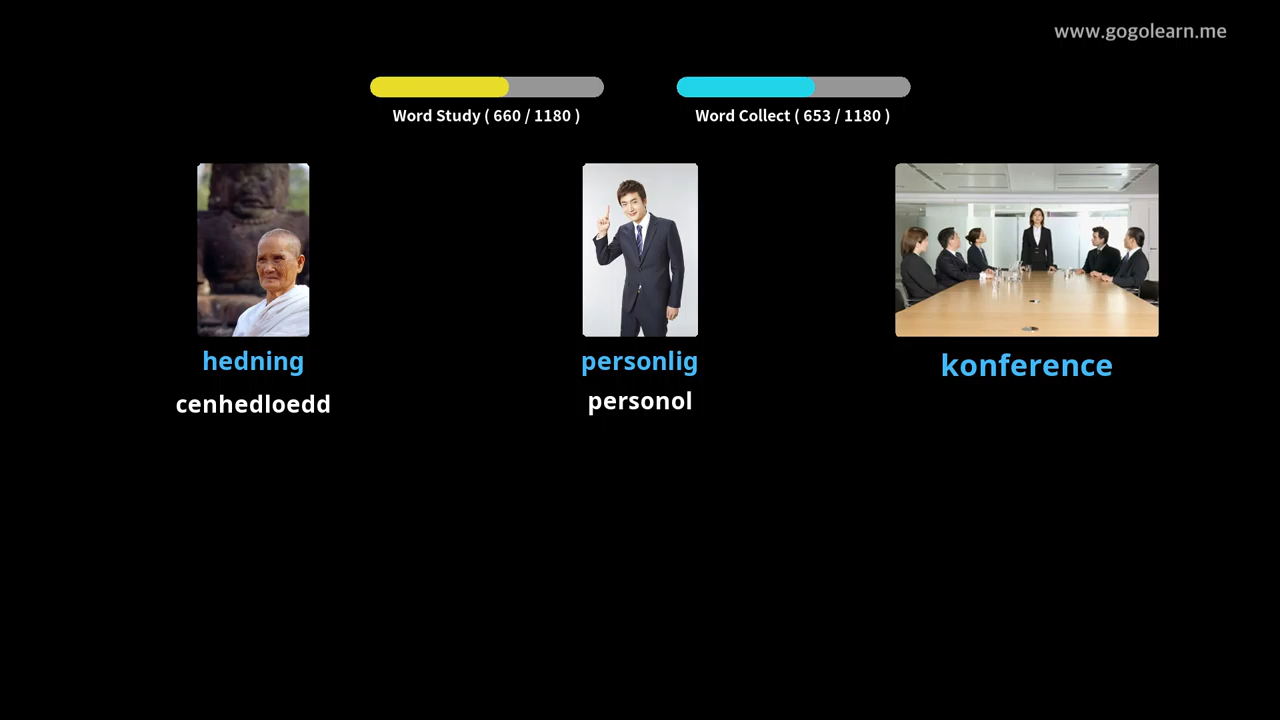 www.gogolearn.me
Word Study ( 660 / 1180 )
Word Collect ( 653 / 1180 )
hedning
personlig
konference
cenhedloedd
personol